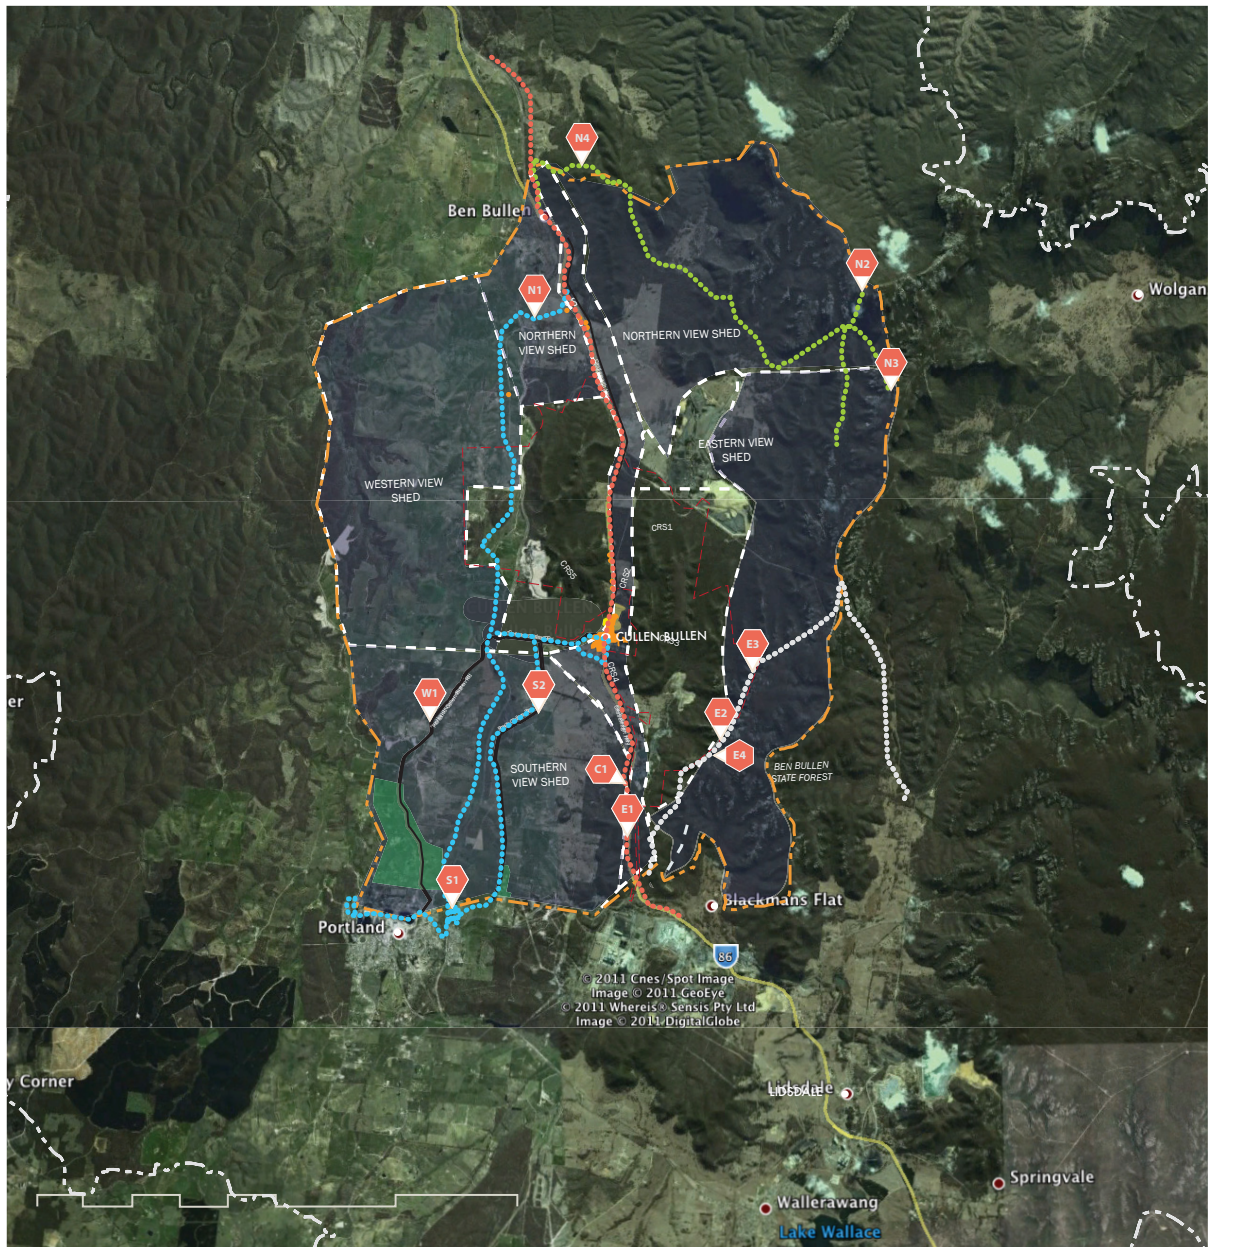 N4
N2
Ben Bullen
N1
Wolgan
NORTHERN
VIEW SHED
NORTHERN VIEW SHED
N3
EASTERN VIEW
SHED
WESTERN VIEW
SHED
CRS1
CRS5
CRS2
CULLEN BULLEN
E3
CRS4
er
W1
S2
E2
E4
C1
SOUTHERN
VIEW SHED
BEN BULLEN
STATE FOREST
E1
S1
Blackmans Flat
Portland
86
© 2011 Cnes/Spot Image
Image © 2011 GeoEye
© 2011 Whereis® Sensis Pty Ltd
Image © 2011 DigitalGlobe
y Corner
Lidsdale
LIDSDALE
Springvale
Wallerawang
Lake Wallace